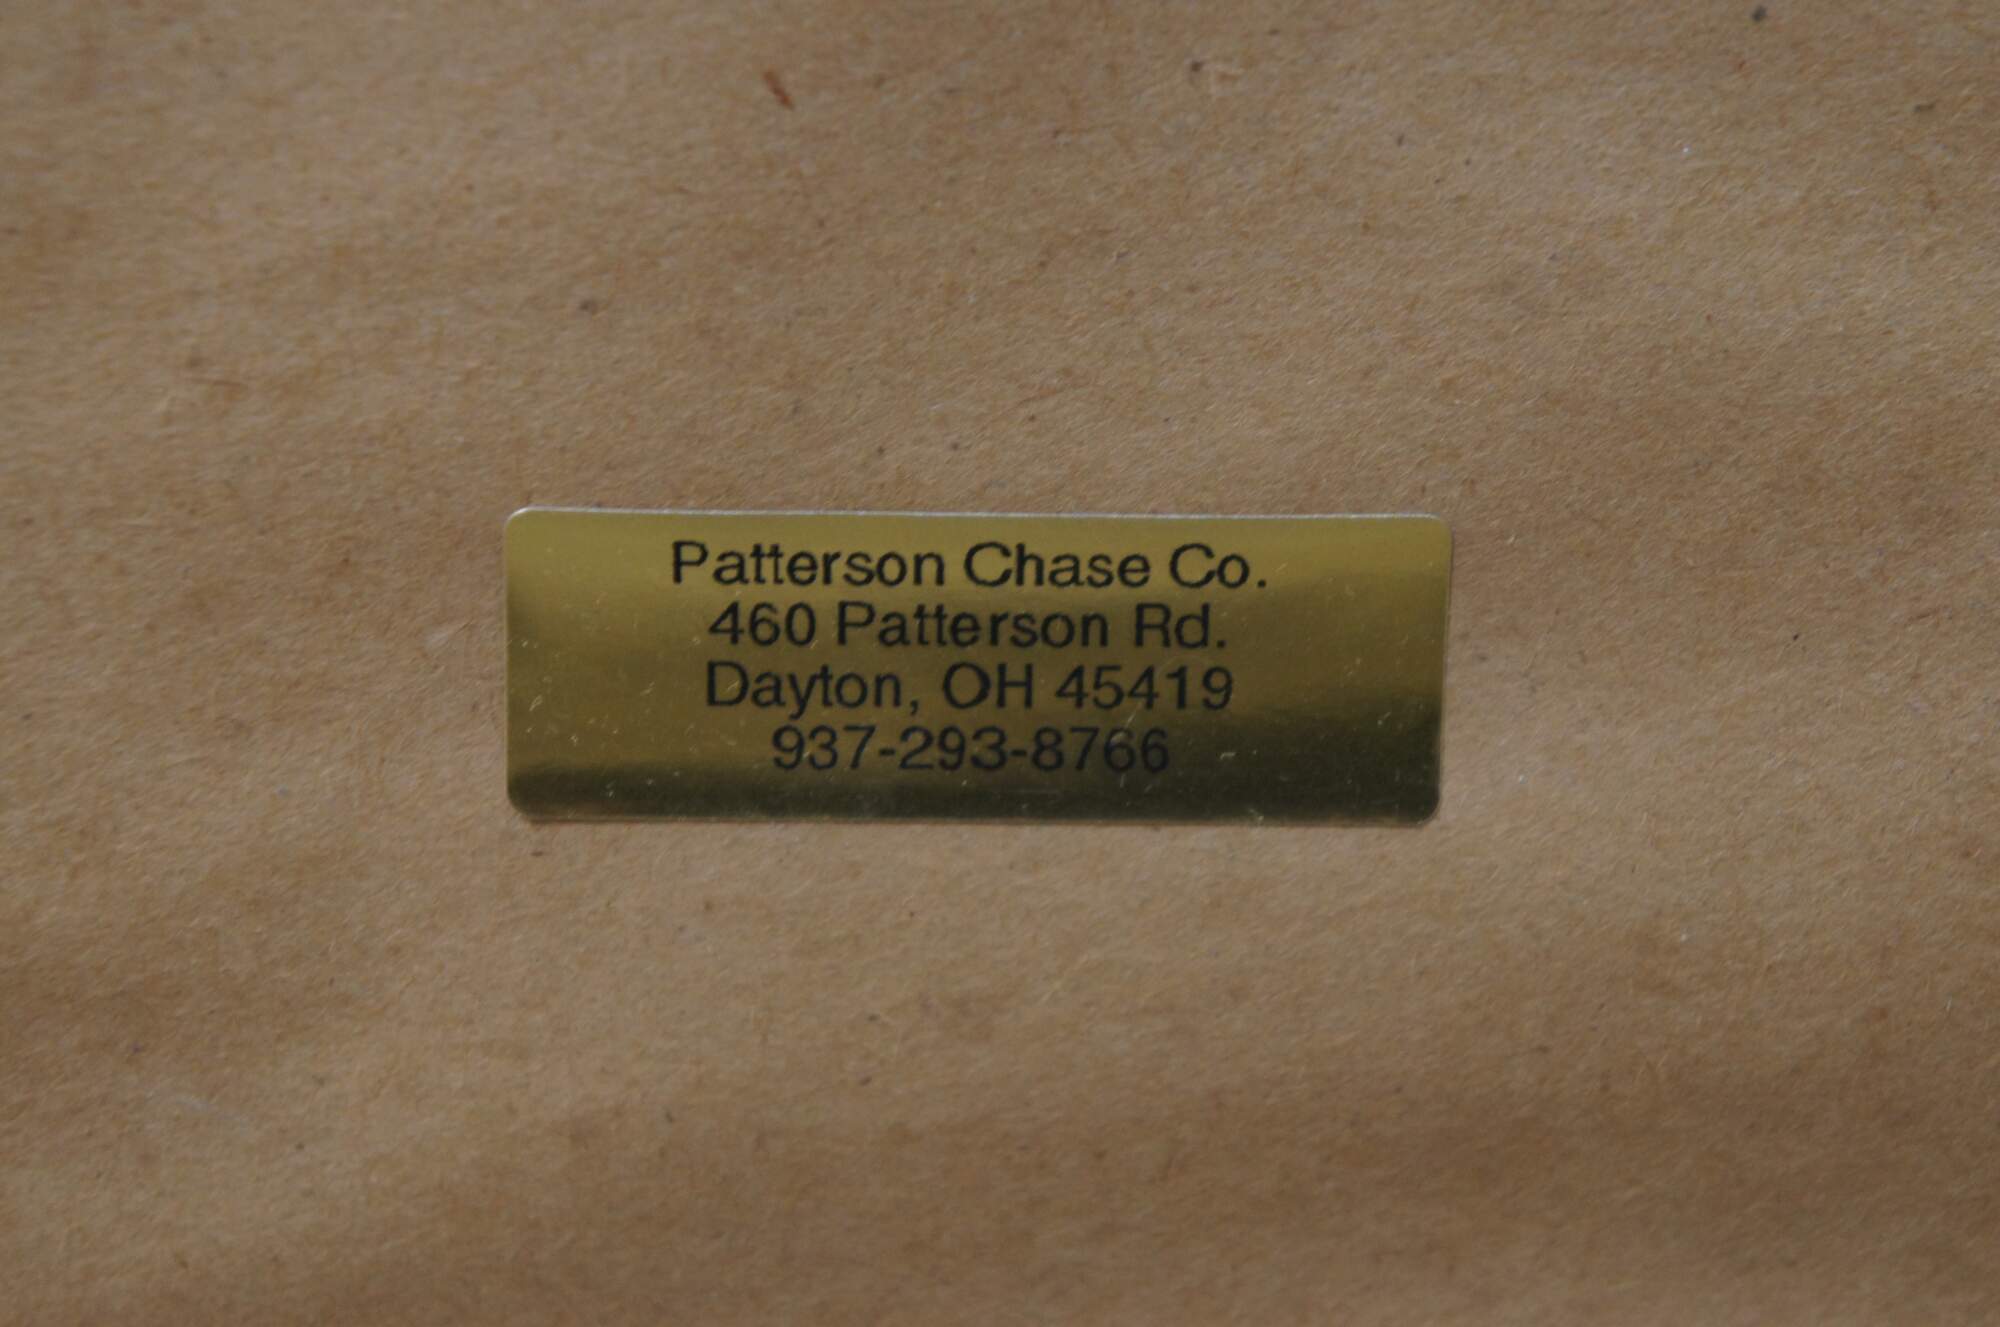 Patterson Chase Co.
460 Patterson Rd.
Dayton, OH 45419
937-293-8766